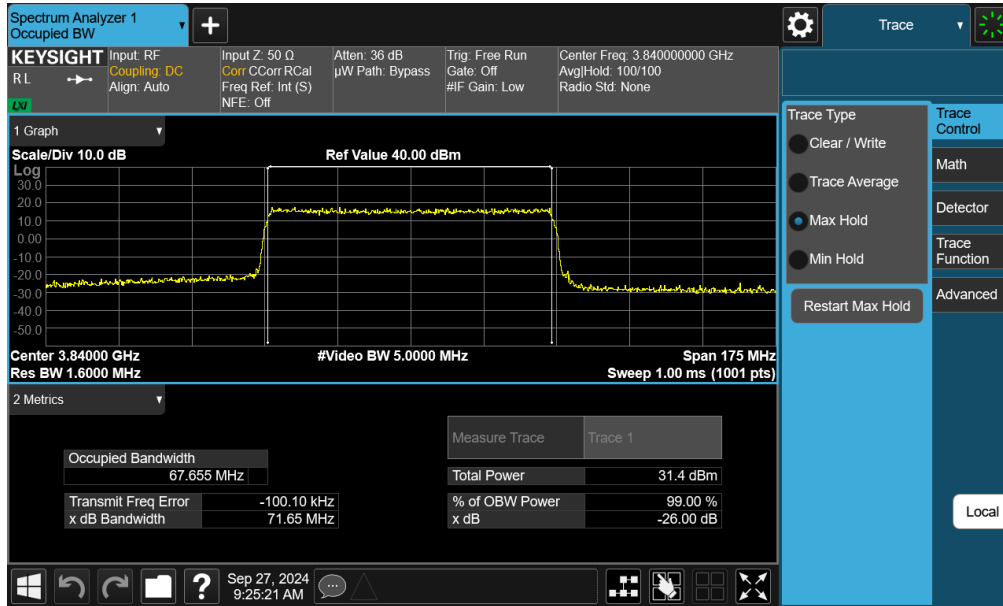 Spectrum Analyzer 1
Occupied BW
+
Trace
KEYSIGHT
R L
LXI
Input: RF
Coupling: DC
Align: Auto
Input Z: 50 Ω
Corr CCorr RCal
Freq Ref: Int (S)
NFE: Off
Atten: 36 dB
µW Path: Bypass
Trig: Free Run
Gate: Off
#IF Gain: Low
Center Freq: 3.840000000 GHz
Avg|Hold: 100/100
Radio Std: None
1 Graph
Scale/Div 10.0 dB
Ref Value 40.00 dBm
Log
30.0
20.0
10.0
0.00
-10.0
-20.0
-30.0
-40.0
-50.0
Center 3.84000 GHz
#Video BW 5.0000 MHz
Span 175 MHz
Res BW 1.6000 MHz
Sweep 1.00 ms (1001 pts)
2 Metrics
Measure Trace
Trace 1
Occupied Bandwidth
67.655 MHz
Total Power
31.4 dBm
Transmit Freq Error
-100.10 kHz
% of OBW Power
99.00 %
x dB Bandwidth
71.65 MHz
x dB
-26.00 dB
Trace Type
Clear / Write
Trace Average
Max Hold
Min Hold
Restart Max Hold
Trace
Control
Math
Detector
Trace
Function
Advanced
Local
?
Sep 27, 2024
9:25:21 AM